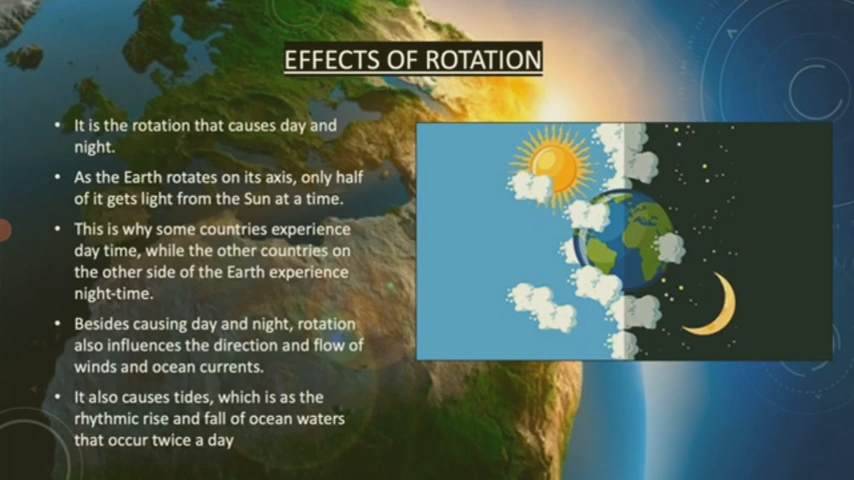 EFFECTS OF ROTATION
• It is the rotation that causes day and
night.
• As the Earth rotates on its axis, only half
of it gets light from the Sun at a time.
• This is why some countries experience
day time, while the other countries on
the other side of the Earth experience
night-time.
• Besides causing day and night, rotation
also influences the direction and flow of
winds and ocean currents.
• It also causes tides, which is as the
rhythmic rise and fall of ocean waters
that occur twice a day